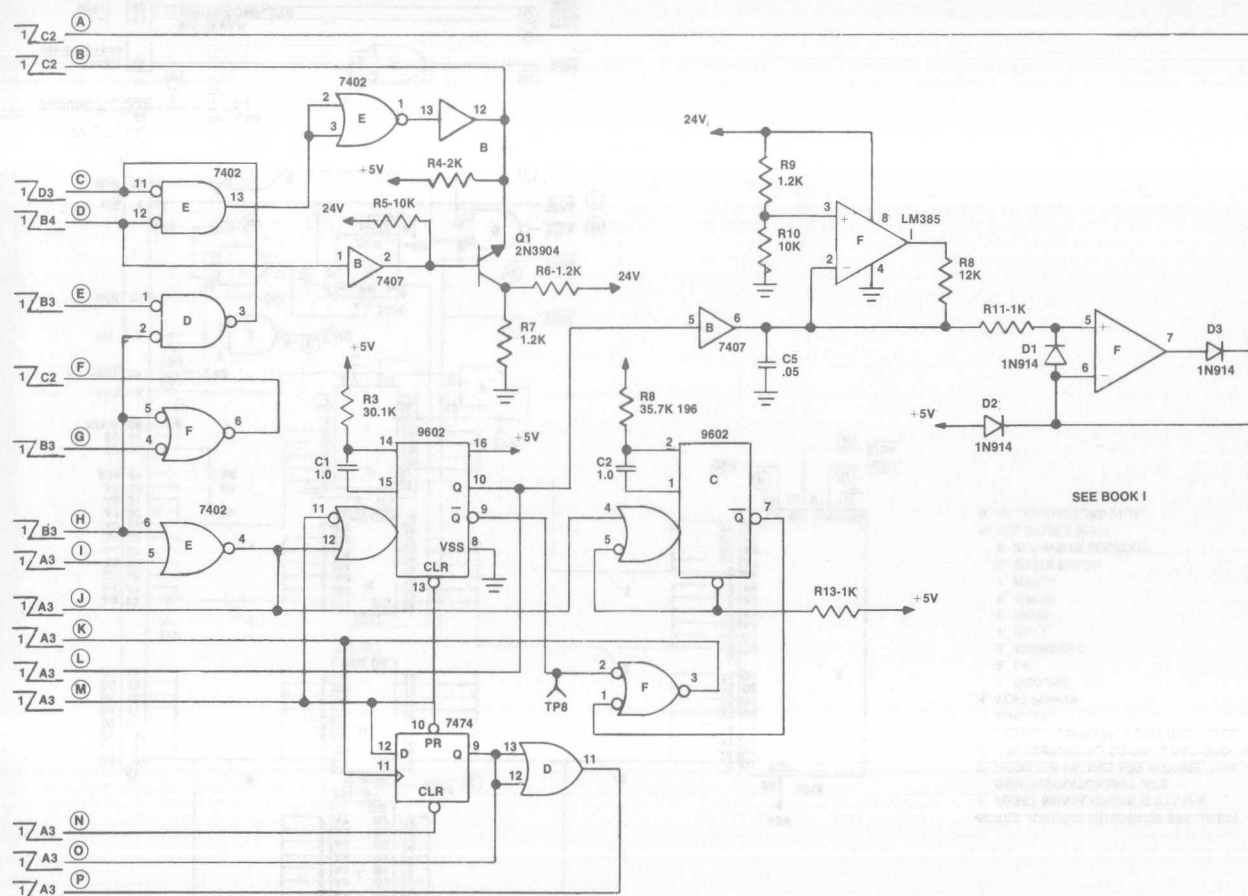 1/C2 A
1/C2 B
7402
2
3
E
1
13
12
B
R4-2K
+5V
1/D3 C
11
7402
13
E
1/B4 D
12
24V
R5-10K
1
B
2
7407
Q1
2N3904
R6-1.2K
24V
R7
1.2K
24V
R9
1.2K
R10
10K
3
+
8
LM385
F
2
−
4
R8
12K
1/B3 E
1
D
3
2
1/C2 F
5
F
6
4
1/B3 G
5
B
6
7407
C5
.05
R11-1K
5
+
D1
1N914
F
7
6
−
D3
1N914
D2
+5V
1N914
+5V
R3
30.1K
C1
1.0
9602
14
16
+5V
15
Q
10
11
Q
9
12
VSS
8
CLR
13
R8
35.7K 196
C2
1.0
9602
2
C
1
4
Q
7
5
R13-1K
+5V
SEE BOOK I
7402
1/B3 H
6
E
4
1/A3 I
5
1/A3 J
1/A3 K
1/A3 L
1/A3 M
2
F
3
1
TP8
10
7474
PR
12
D
Q
9
11
CLR
13
D
11
12
1/A3 N
1/A3 O
1/A3 P